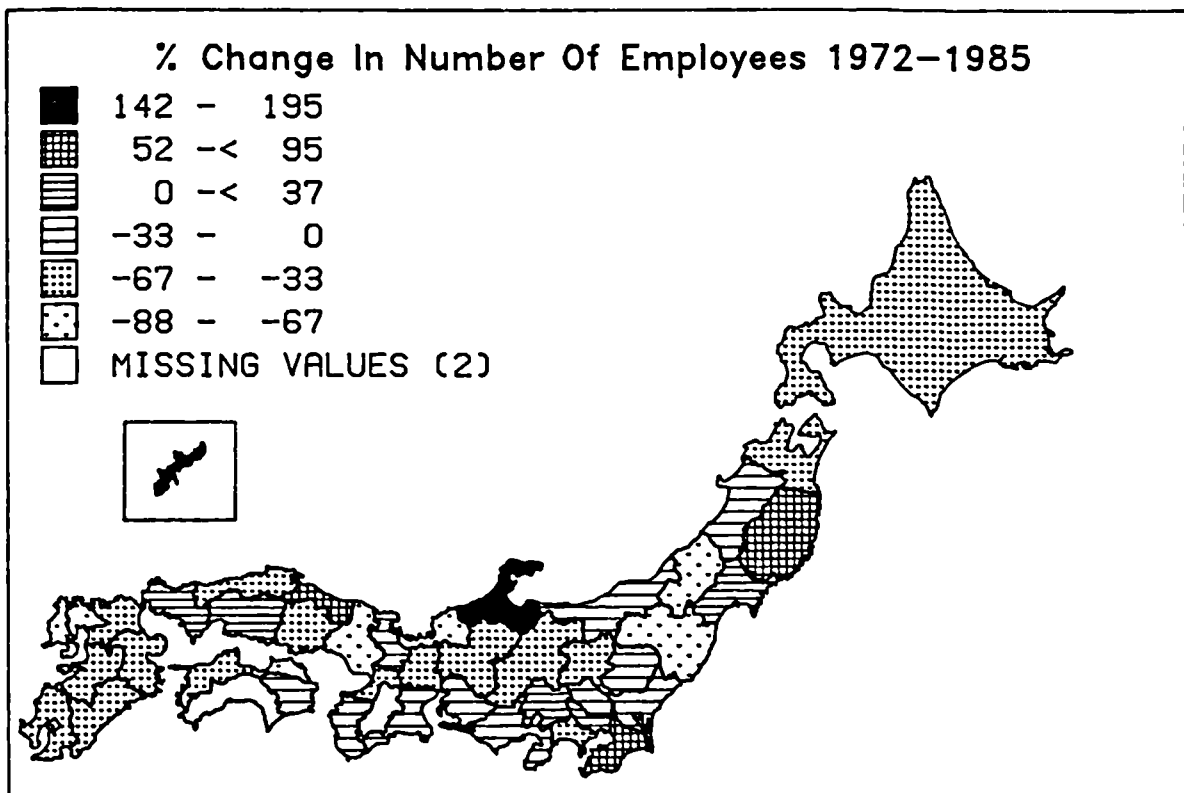 % Change In Number Of Employees 1972-1985
142 - 195
52 -< 95
0 -< 37
-33 - 0
-67 - -33
-88 - -67
MISSING VALUES (2)